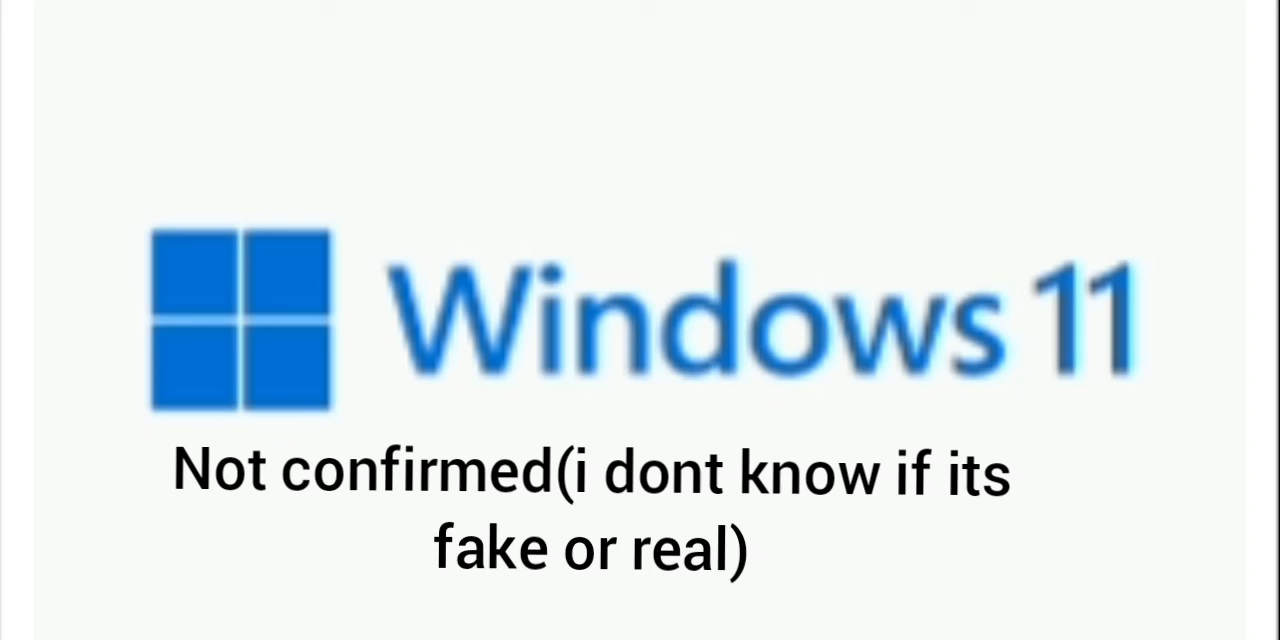 Windows 11
Not confirmed(i dont know if its
fake or real)